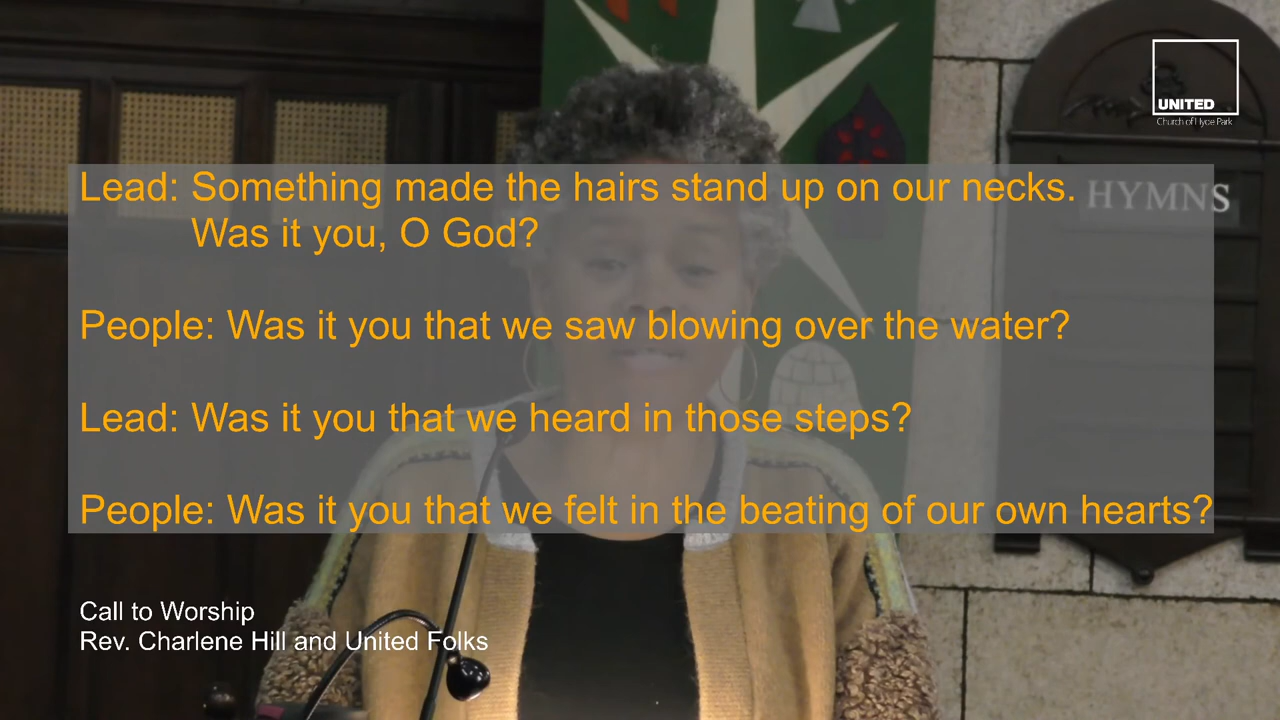 UNITED
Church of Hyde Park
Lead: Something made the hairs stand up on our necks.
Was it you, O God?
HYMNS
People: Was it you that we saw blowing over the water?
Lead: Was it you that we heard in those steps?
People: Was it you that we felt in the beating of our own hearts?
Call to Worship
Rev. Charlene Hill and United Folks